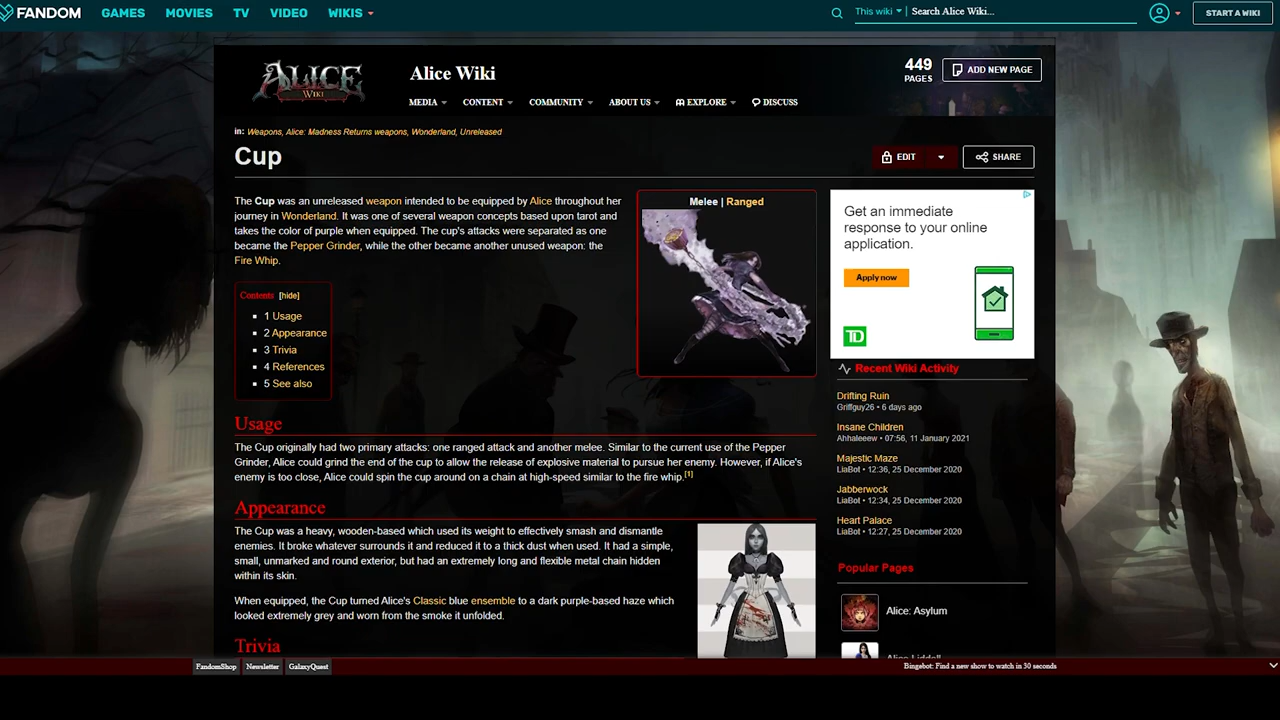 FANDOM GAMES MOVIES TV VIDEO WIKIS
This wiki Search Alice Wiki...
START A WIKI
ALICE
WIKI
Alice Wiki
449
PAGES
ADD NEW PAGE
MEDIA CONTENT COMMUNITY ABOUT US EXPLORE DISCUSS
in: Weapons, Alice: Madness Returns weapons, Wonderland, Unreleased
Cup
EDIT
SHARE
The Cup was an unreleased weapon intended to be equipped by Alice throughout her
journey in Wonderland. It was one of several weapon concepts based upon tarot and
takes the color of purple when equipped. The cup's attacks were separated as one
became the Pepper Grinder, while the other became another unused weapon: the
Fire Whip.
Melee | Ranged
Contents [hide]
1 Usage
2 Appearance
3 Trivia
4 References
5 See also
Usage
The Cup originally had two primary attacks: one ranged attack and another melee. Similar to the current use of the Pepper
Grinder, Alice could grind the end of the cup to allow the release of explosive material to pursue her enemy. However, if Alice's
enemy is too close, Alice could spin the cup around on a chain at high-speed similar to the fire whip.[1]
Appearance
The Cup was a heavy, wooden-based which used its weight to effectively smash and dismantle
enemies. It broke whatever surrounds it and reduced it to a thick dust when used. It had a simple,
small, unmarked and round exterior, but had an extremely long and flexible metal chain hidden
within its skin.
When equipped, the Cup turned Alice's Classic blue ensemble to a dark purple-based haze which
looked extremely grey and worn from the smoke it unfolded.
Trivia
Get an immediate
response to your online
application.
Apply now
TD
Recent Wiki Activity
Drifting Ruin
Griffguy26 • 6 days ago
Insane Children
Ahhaleeew • 07:56, 11 January 2021
Majestic Maze
LiaBot • 12:36, 25 December 2020
Jabberwock
LiaBot • 12:34, 25 December 2020
Heart Palace
LiaBot • 12:27, 25 December 2020
Popular Pages
Alice: Asylum
Alice Liddell
FandomShop Newsletter GalaxyQuest
Bingebot: Find a new show to watch in 30 seconds